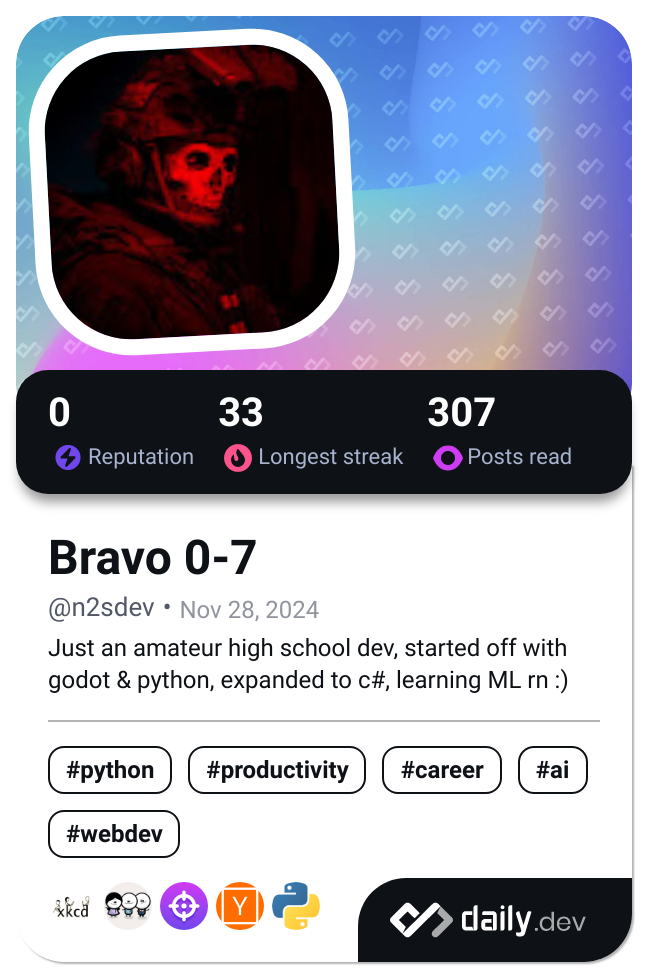 0
33
307
Reputation
Longest streak
Posts read
Bravo 0-7
@n2sdev • Nov 28, 2024
Just an amateur high school dev, started off with
godot & python, expanded to c#, learning ML rn :)
#python
#productivity
#career
#ai
#webdev
xkcd
Y
daily.dev